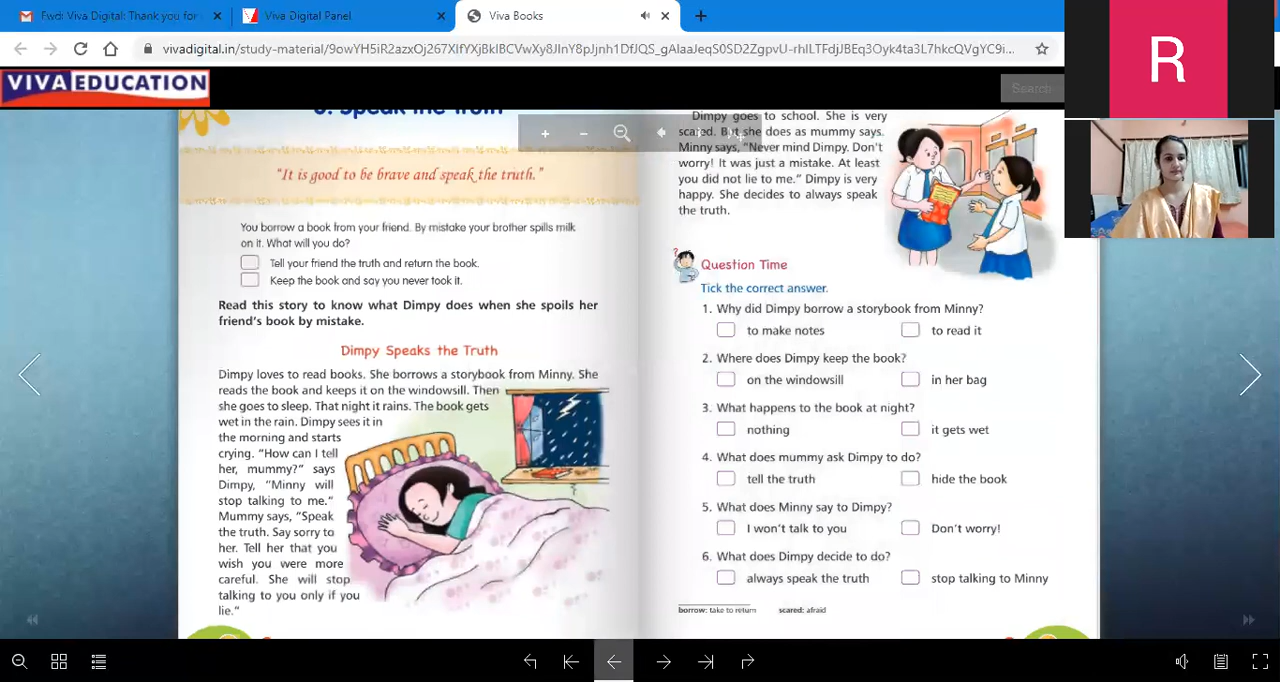 Fwd: Viva Digital: Thank you for
Viva Digital Panel
Viva Books
VIVA EDUCATION
Search
R
"It is good to be brave and speak the truth."
You borrow a book from your friend. By mistake your brother spills milk
on it. What will you do?
Tell your friend the truth and return the book.
Keep the book and say you never took it.
Read this story to know what Dimpy does when she spoils her
friend's book by mistake.
Dimpy Speaks the Truth
Dimpy loves to read books. She borrows a storybook from Minny. She
reads the book and keeps it on the windowsill. Then
she goes to sleep. That night it rains. The book gets
wet in the rain. Dimpy sees it in
the morning and starts
crying. "How can I tell
her, mummy?" says
Dimpy, "Minny will
stop talking to me."
Mummy says, "Speak
the truth. Say sorry to
her. Tell her that you
wish you were more
careful. She will stop
talking to you only if you
lie."
Dimpy goes to school. She is very
scared. But she does as mummy says.
Minny says, "Never mind Dimpy. Don't
worry! It was just a mistake. At least
you did not lie to me." Dimpy is very
happy. She decides to always speak
the truth.
Question Time
Tick the correct answer.
1. Why did Dimpy borrow a storybook from Minny?
to make notes to read it
2. Where does Dimpy keep the book?
on the windowsill in her bag
3. What happens to the book at night?
nothing it gets wet
4. What does mummy ask Dimpy to do?
tell the truth hide the book
5. What does Minny say to Dimpy?
I won't talk to you Don't worry!
6. What does Dimpy decide to do?
always speak the truth stop talking to Minny
borrow: take to return scared: afraid